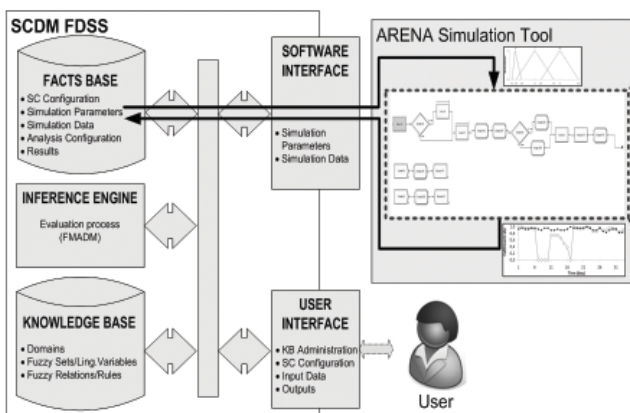 SCDM FDSS
FACTS BASE
• SC Configuration
• Simulation Parameters
• Simulation Data
• Analysis Configuration
• Results
INFERENCE ENGINE
Evaluation process
(FMADM)
KNOWLEDGE BASE
• Domains
• Fuzzy Sets/Ling.Variables
• Fuzzy Relations/Rules
SOFTWARE
INTERFACE
• Simulation
Parameters
• Simulation Data
USER
INTERFACE
• KB Administration
• SC Configuration
• Input Data
• Outputs
ARENA Simulation Tool
Time (days)
User